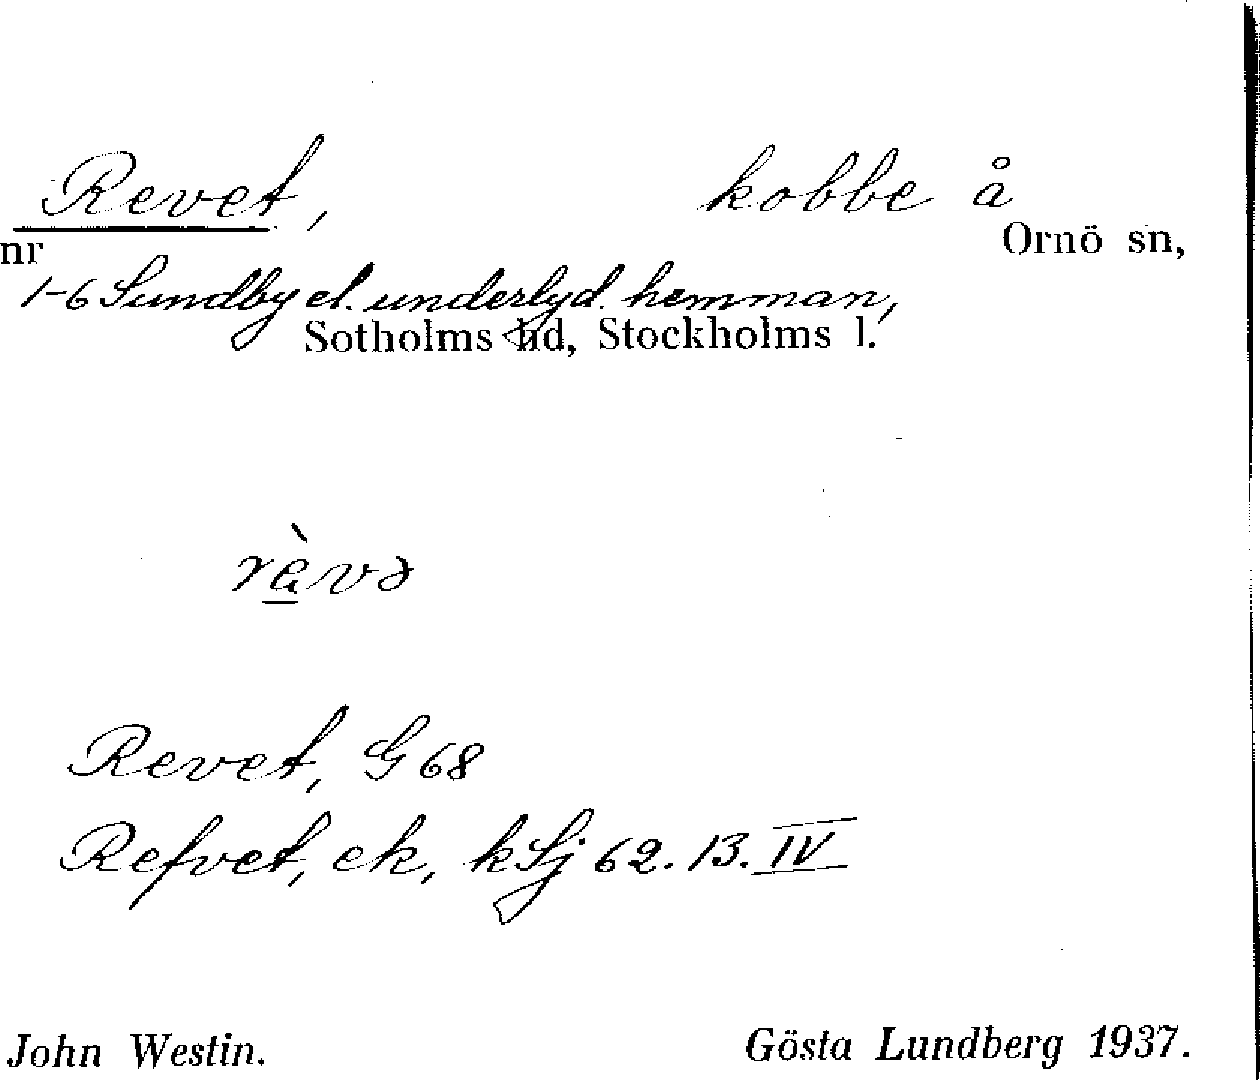 Revet, kobbe å
nr Ornö sn,
1-6 Sundby el. underlyd. hemman,
Sotholms hd, Stockholms l.
rèvə
Revet, G 68
Refvet, ek, kSj 62. 13. IV
John Westin. Gösta Lundberg 1937.